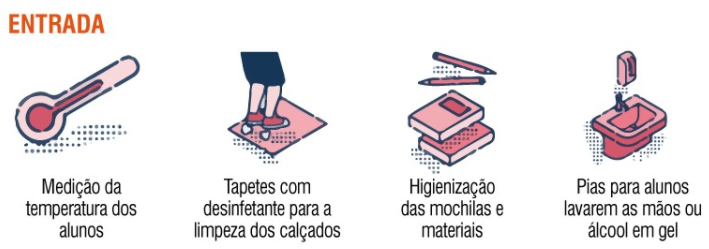 ENTRADA
Medição da
temperatura dos
alunos
Tapetes com
desinfetante para a
limpeza dos calçados
Higienização
das mochilas e
materiais
Pias para alunos
lavarem as mãos ou
álcool em gel